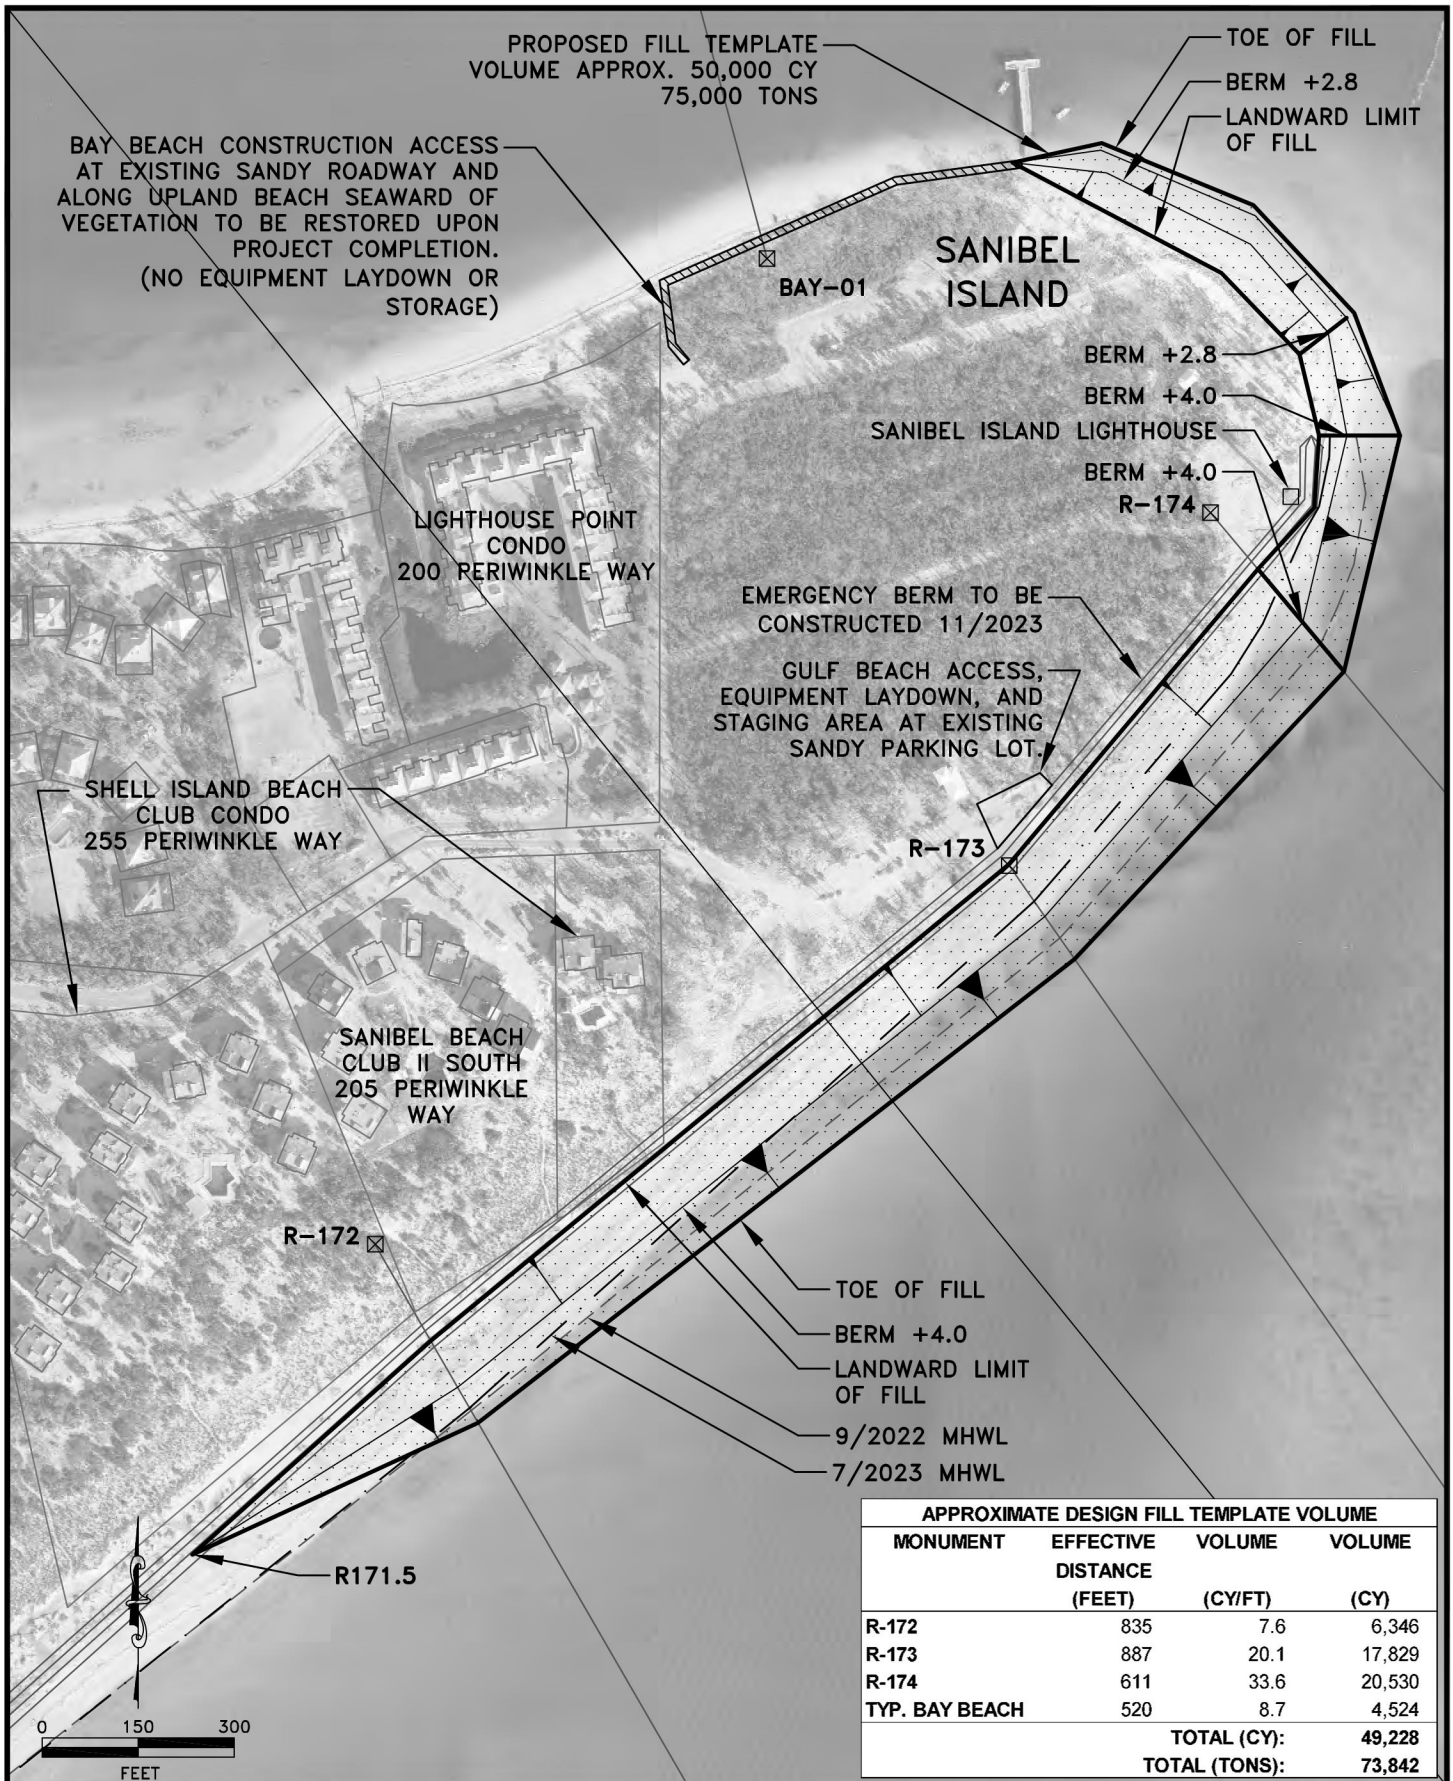 PROPOSED FILL TEMPLATE
VOLUME APPROX. 50,000 CY
75,000 TONS
TOE OF FILL
BERM +2.8
LANDWARD LIMIT
OF FILL
BAY BEACH CONSTRUCTION ACCESS
AT EXISTING SANDY ROADWAY AND
ALONG UPLAND BEACH SEAWARD OF
VEGETATION TO BE RESTORED UPON
PROJECT COMPLETION.
(NO EQUIPMENT LAYDOWN OR
STORAGE)
SANIBEL
ISLAND
BAY-01
BERM +2.8
BERM +4.0
SANIBEL ISLAND LIGHTHOUSE
BERM +4.0
R-174
LIGHTHOUSE POINT
CONDO
200 PERIWINKLE WAY
EMERGENCY BERM TO BE
CONSTRUCTED 11/2023
GULF BEACH ACCESS,
EQUIPMENT LAYDOWN, AND
STAGING AREA AT EXISTING
SANDY PARKING LOT.
SHELL ISLAND BEACH
CLUB CONDO
255 PERIWINKLE WAY
R-173
SANIBEL BEACH
CLUB II SOUTH
205 PERIWINKLE
WAY
R-172
TOE OF FILL
BERM +4.0
LANDWARD LIMIT
OF FILL
9/2022 MHWL
7/2023 MHWL
R171.5
0 150 300
FEET
APPROXIMATE DESIGN FILL TEMPLATE VOLUME
MONUMENT EFFECTIVE VOLUME VOLUME
DISTANCE
(FEET) (CY/FT) (CY)
R-172 835 7.6 6,346
R-173 887 20.1 17,829
R-174 611 33.6 20,530
TYP. BAY BEACH 520 8.7 4,524
TOTAL (CY): 49,228
TOTAL (TONS): 73,842